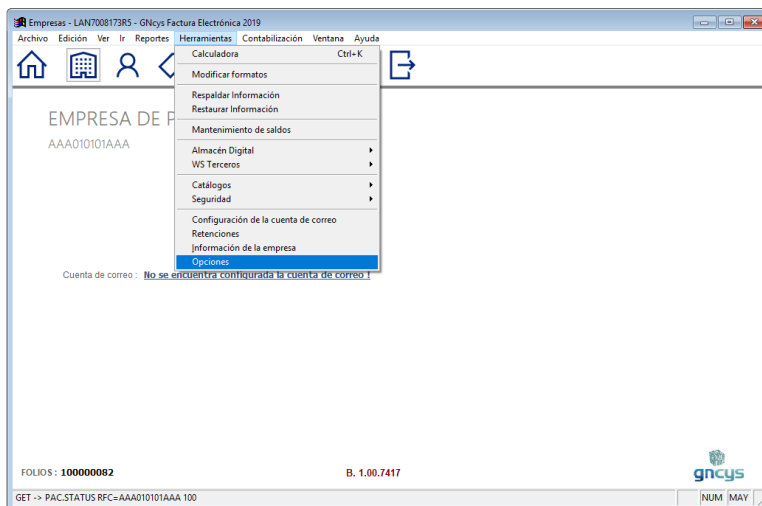 Empresas - LAN7008173R5 - GNcys Factura Electrónica 2019
Archivo Edición Ver Ir Reportes Herramientas Contabilización Ventana Ayuda
Calculadora Ctrl+K
Modificar formatos
Respaldar Información
Restaurar Información
Mantenimiento de saldos
Almacén Digital
WS Terceros
Catálogos
Seguridad
Configuración de la cuenta de correo
Retenciones
Información de la empresa
Opciones
EMPRESA DE P
AAA010101AAA
Cuenta de correo : No se encuentra configurada la cuenta de correo !
FOLIOS : 100000082
B. 1.00.7417
gncys
GET -> PAC.STATUS RFC=AAA010101AAA 100
NUM MAY